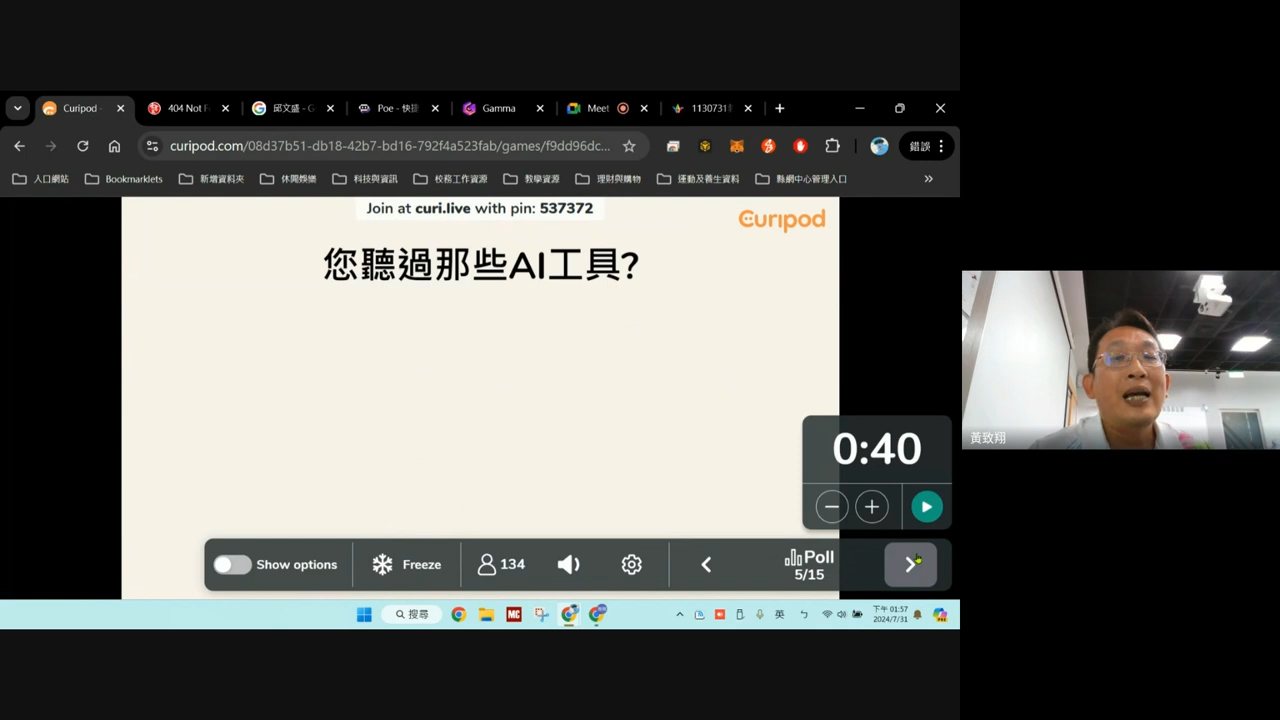 Curipod -
404 Not F
邱文盛 - G
Poe - 快捷
Gamma
Meet
1130731
curipod.com/08d37b51-db18-42b7-bd16-792f4a523fab/games/f9dd96dc...
錯誤
人口網站
Bookmarklets
新增資料夾
休閒娛樂
科技與資訊
校務工作資源
教學資源
理財與購物
運動及養生資料
縣網中心管理入口
Join at curi.live with pin: 537372
Curipod
您聽過那些AI工具?
0:40
Show options
Freeze
134
Poll
5/15
搜尋
MC
英
下午 01:57
2024/7/31
黃致翔